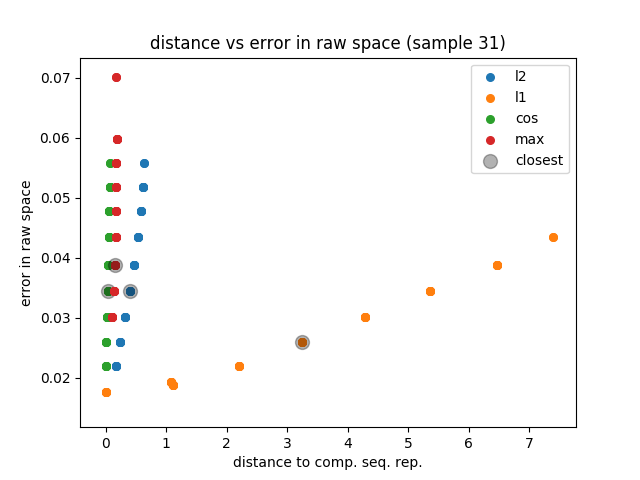 distance vs error in raw space (sample 31)
0.07
0.06
0.05
0.04
0.03
0.02
error in raw space
l2
l1
cos
max
closest
0 1 2 3 4 5 6 7
distance to comp. seq. rep.